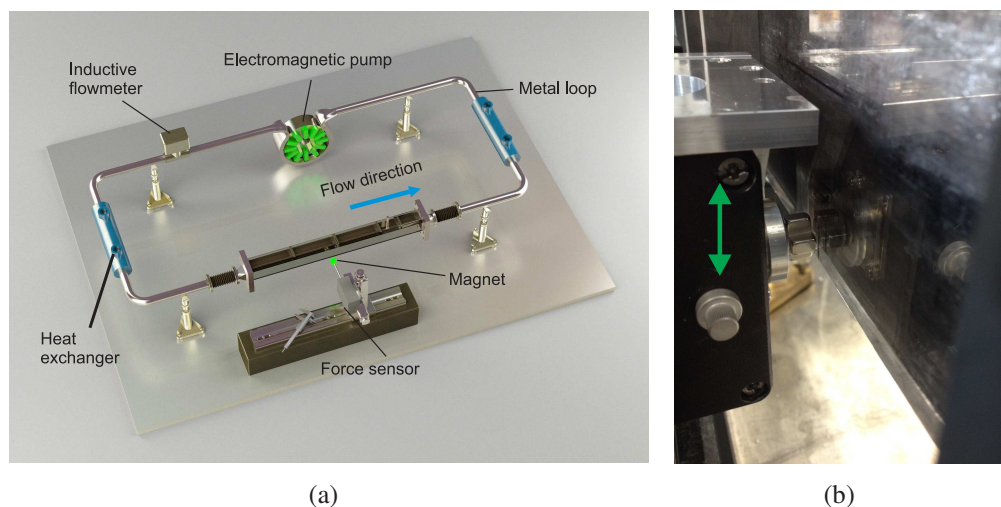 Electromagnetic pump
Inductive
flowmeter
Metal loop
Flow direction
Magnet
Heat
exchanger
Force sensor
(a)
(b)